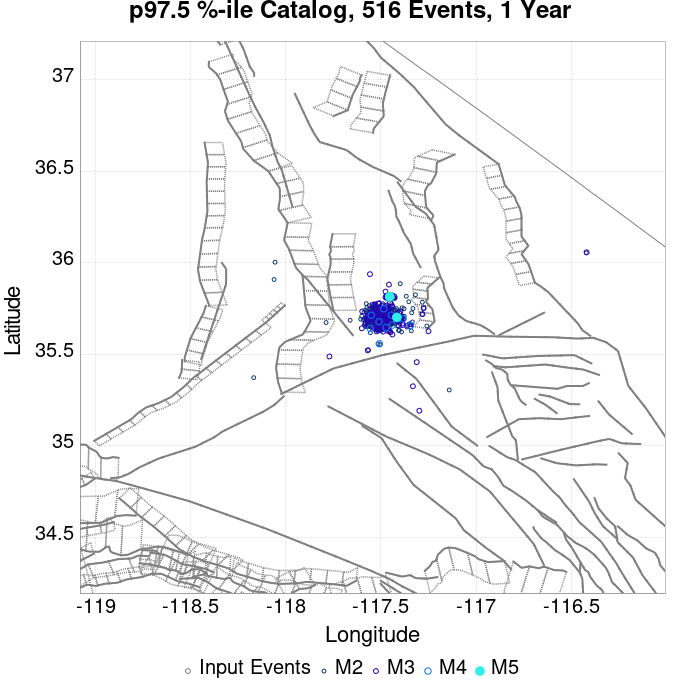 p97.5 %-ile Catalog, 516 Events, 1 Year
37
36.5
36
35.5
35
34.5
Latitude
-119 -118.5 -118 -117.5 -117 -116.5
Longitude
Input Events M2 M3 M4 M5